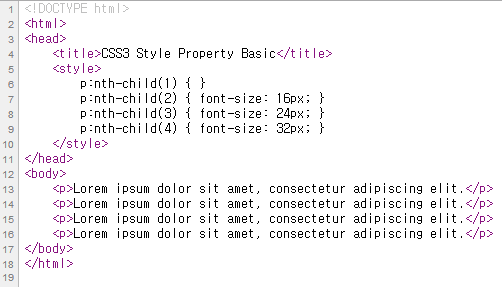 1 <!DOCTYPE html>
2 <html>
3 <head>
4     <title>CSS3 Style Property Basic</title>
5     <style>
6         p:nth-child(1) { }
7         p:nth-child(2) { font-size: 16px; }
8         p:nth-child(3) { font-size: 24px; }
9         p:nth-child(4) { font-size: 32px; }
10     </style>
11 </head>
12 <body>
13     <p>Lorem ipsum dolor sit amet, consectetur adipiscing elit.</p>
14     <p>Lorem ipsum dolor sit amet, consectetur adipiscing elit.</p>
15     <p>Lorem ipsum dolor sit amet, consectetur adipiscing elit.</p>
16     <p>Lorem ipsum dolor sit amet, consectetur adipiscing elit.</p>
17 </body>
18 </html>
19